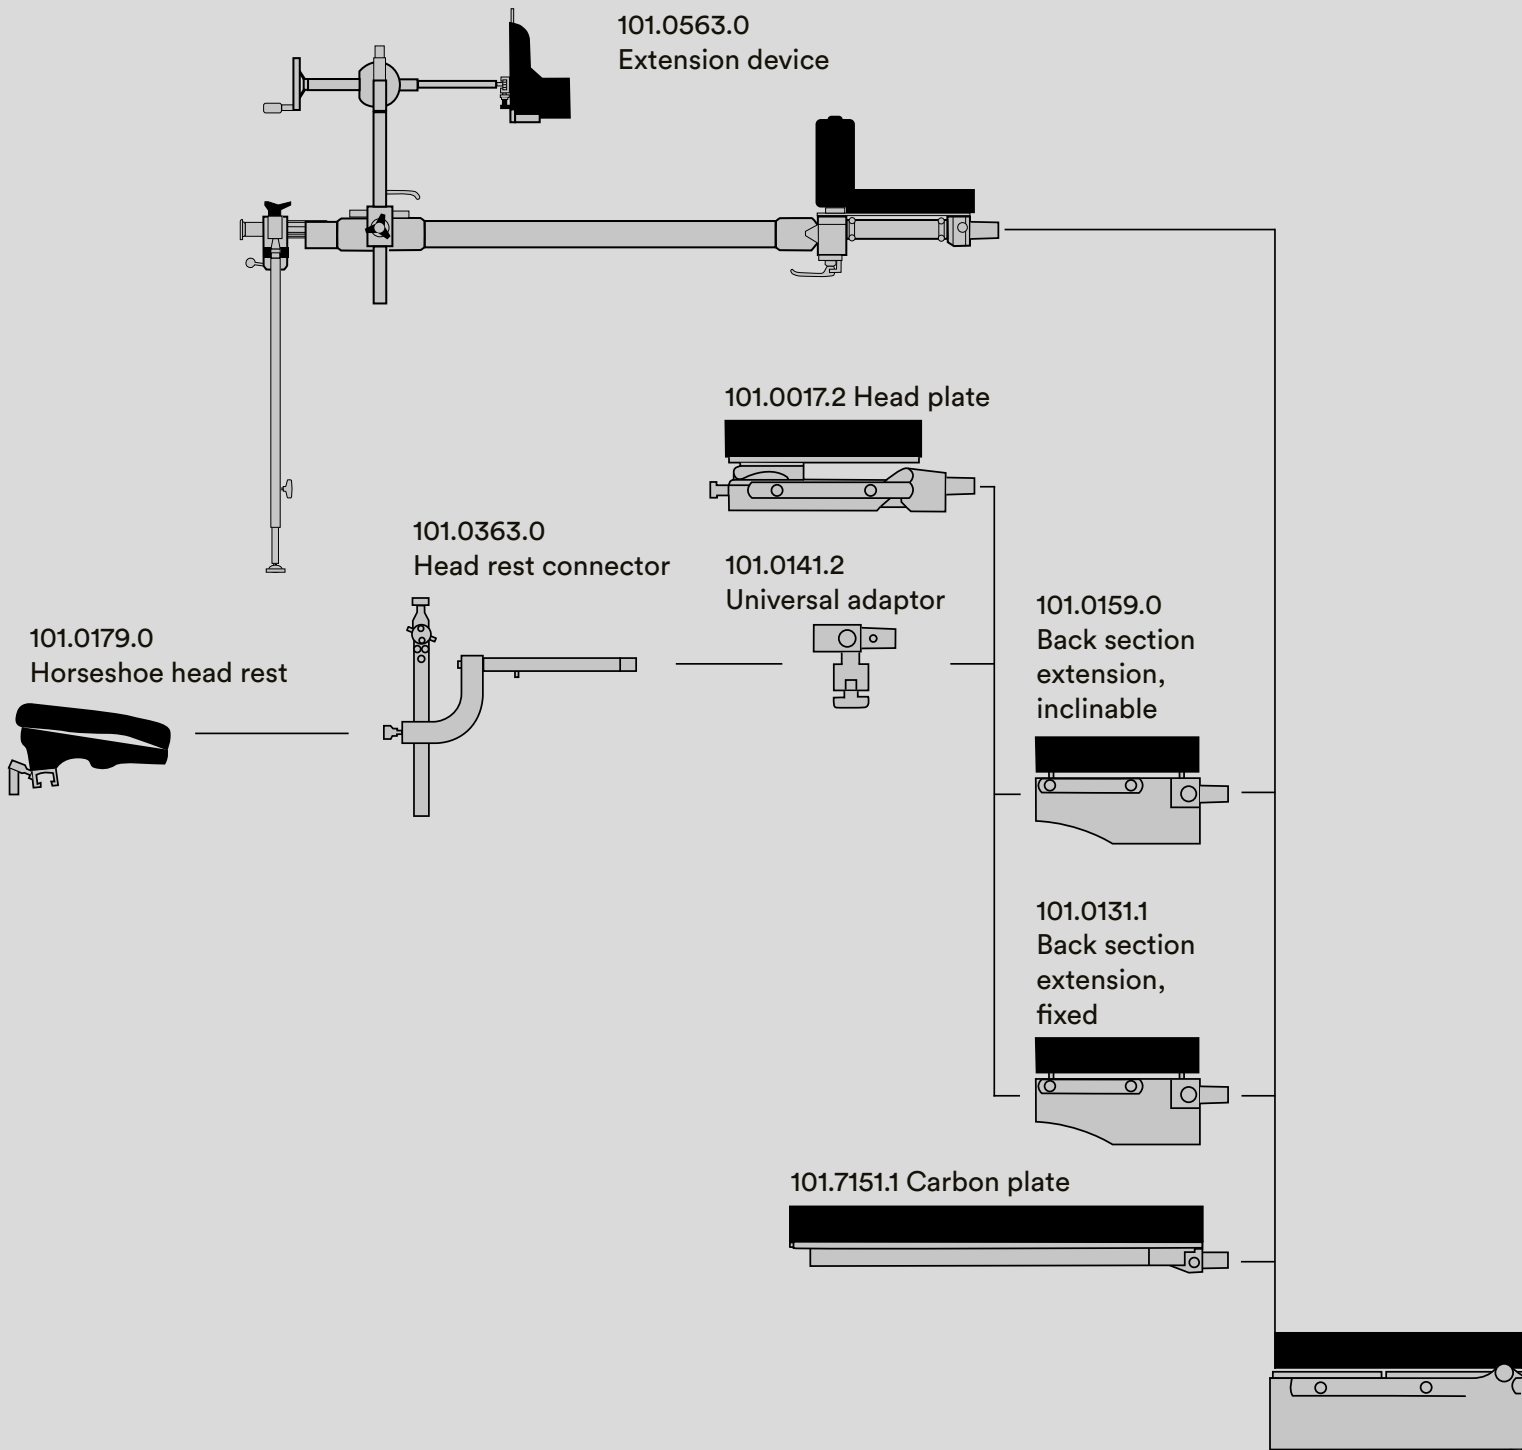 101.0563.0
Extension device
101.0017.2 Head plate
101.0363.0
Head rest connector
101.0141.2
Universal adaptor
101.0159.0
Back section
extension,
inclinable
101.0179.0
Horseshoe head rest
101.0131.1
Back section
extension,
fixed
101.7151.1 Carbon plate